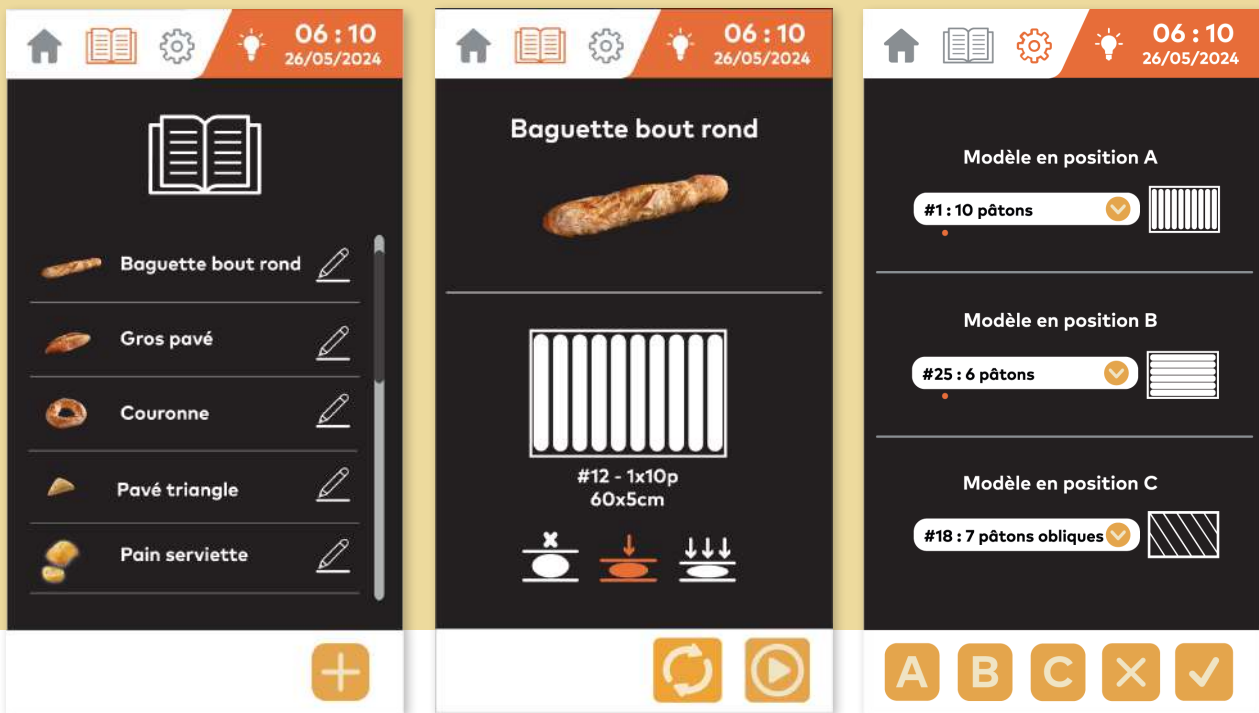 06 : 10
26/05/2024
Baguette bout rond
Gros pavé
Couronne
Pavé triangle
Pain serviette
06 : 10
26/05/2024
Baguette bout rond
#12 - 1x10p
60x5cm
06 : 10
26/05/2024
Modèle en position A
#1 : 10 pâtons
Modèle en position B
#25 : 6 pâtons
Modèle en position C
#18 : 7 pâtons obliques
A B C